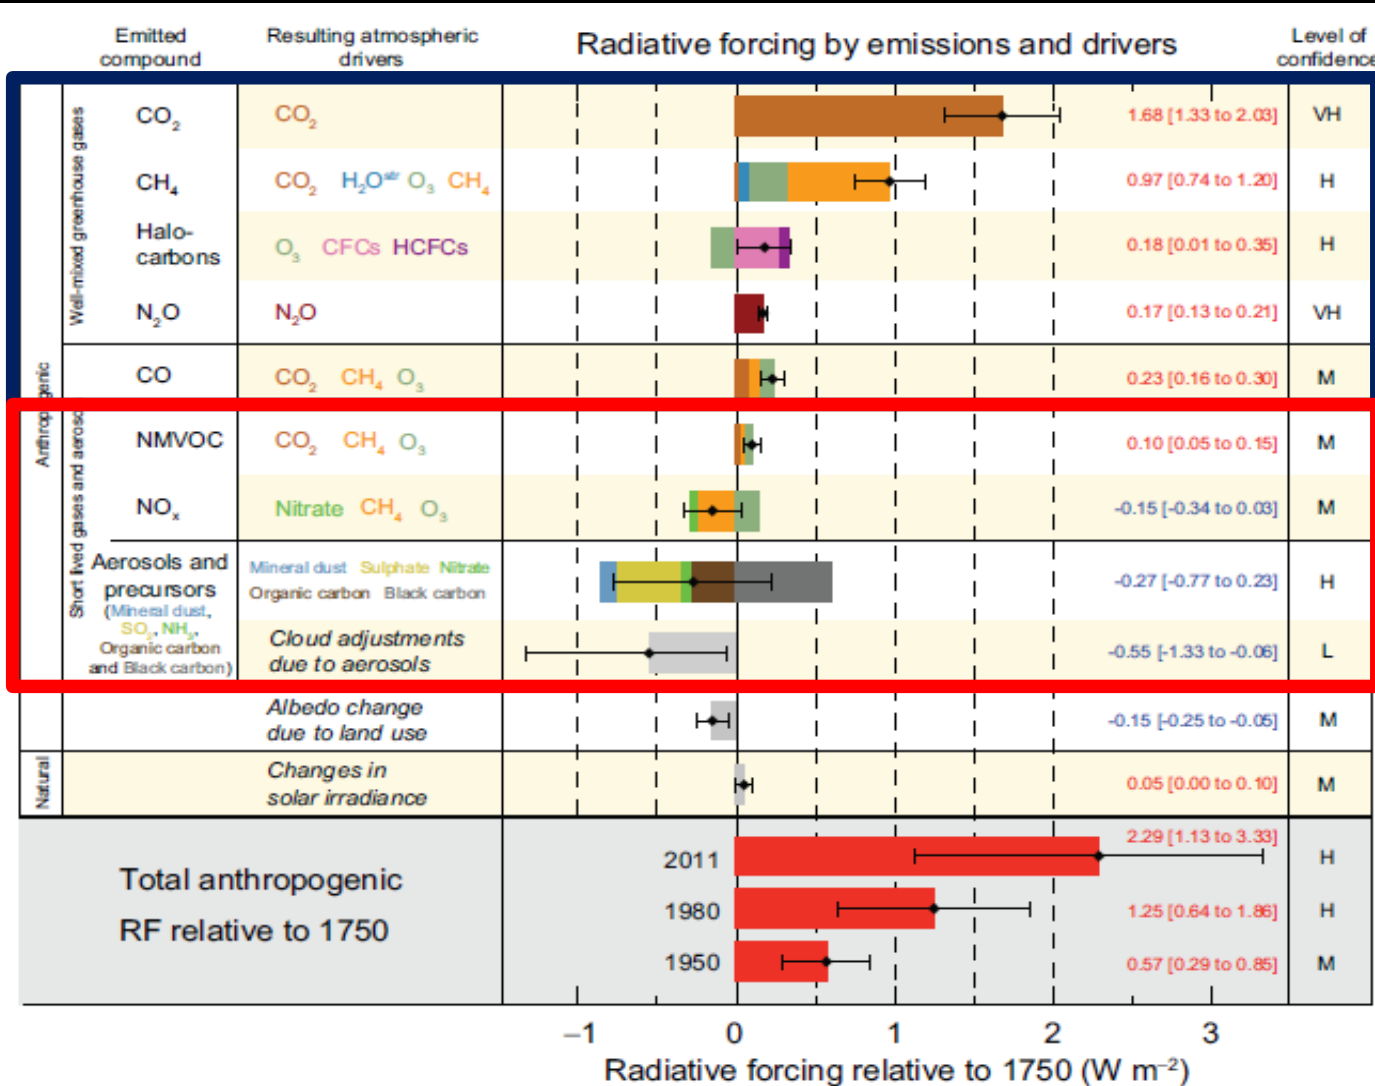 Emitted compound
Resulting atmospheric drivers
Radiative forcing by emissions and drivers
Level of confidence
Anthropogenic
Well-mixed greenhouse gases
CO₂
CO₂
1.68 [1.33 to 2.03]
VH
CH₄
CO₂ H₂Oˢᵗʳ O₃ CH₄
0.97 [0.74 to 1.20]
H
Halo-
carbons
O₃ CFCs HCFCs
0.18 [0.01 to 0.35]
H
N₂O
N₂O
0.17 [0.13 to 0.21]
VH
Short lived gases and aeroso
CO
CO₂ CH₄ O₃
0.23 [0.16 to 0.30]
M
NMVOC
CO₂ CH₄ O₃
0.10 [0.05 to 0.15]
M
NOₓ
Nitrate CH₄ O₃
-0.15 [-0.34 to 0.03]
M
Aerosols and
precursors
(Mineral dust,
SO₂, NH₃,
Organic carbon
and Black carbon)
Mineral dust Sulphate Nitrate
Organic carbon Black carbon
-0.27 [-0.77 to 0.23]
H
Cloud adjustments
due to aerosols
-0.55 [-1.33 to -0.06]
L
Albedo change
due to land use
-0.15 [-0.25 to -0.05]
M
Natural
Changes in
solar irradiance
0.05 [0.00 to 0.10]
M
Total anthropogenic
RF relative to 1750
2011
2.29 [1.13 to 3.33]
H
1980
1.25 [0.64 to 1.86]
H
1950
0.57 [0.29 to 0.85]
M
−1 0 1 2 3
Radiative forcing relative to 1750 (W m⁻²)